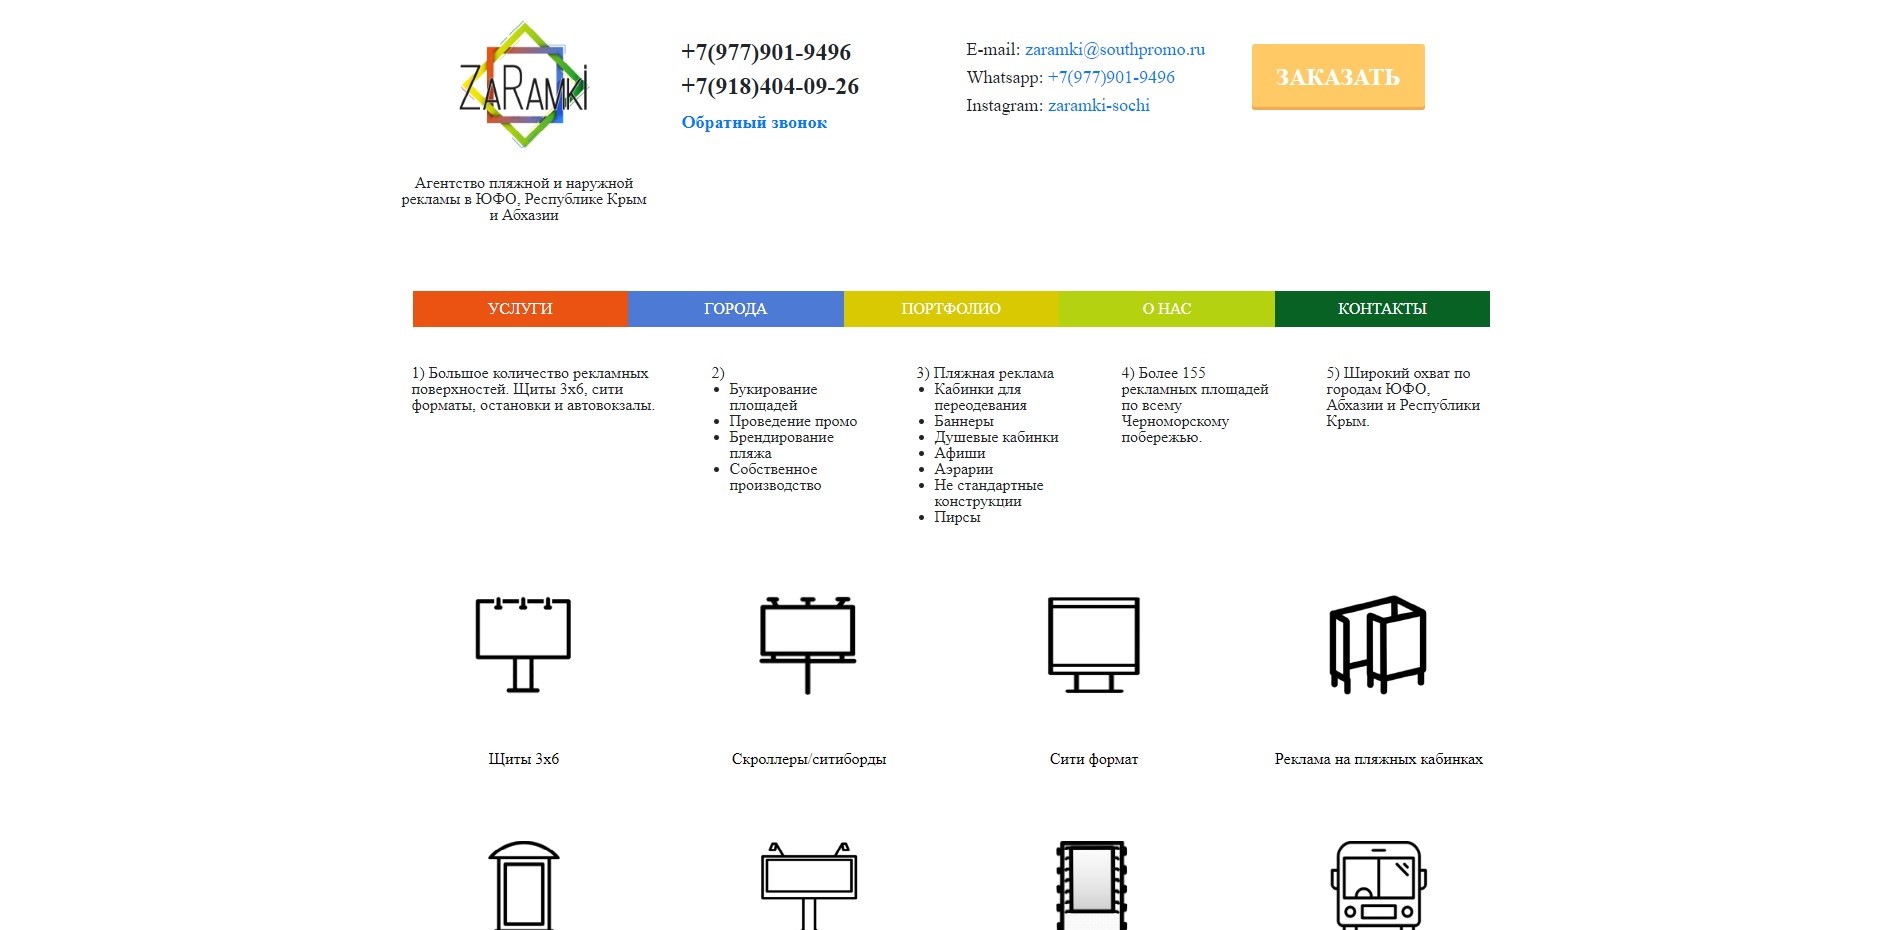 ZaRamki
+7(977)901-9496
+7(918)404-09-26
Обратный звонок
E-mail: zaramki@southpromo.ru
Whatsapp: +7(977)901-9496
Instagram: zaramki-sochi
ЗАКАЗАТЬ
Агентство пляжной и наружной
рекламы в ЮФО, Республике Крым
и Абхазии
УСЛУГИ
ГОРОДА
ПОРТФОЛИО
О НАС
КОНТАКТЫ
1) Большое количество рекламных
поверхностей. Щиты 3х6, сити
форматы, остановки и автовокзалы.
2)
Букирование
площадей
Проведение промо
Брендирование
пляжа
Собственное
производство
3) Пляжная реклама
Кабинки для
переодевания
Баннеры
Душевые кабинки
Афиши
Аэрарии
Не стандартные
конструкции
Пирсы
4) Более 155
рекламных площадей
по всему
Черноморскому
побережью.
5) Широкий охват по
городам ЮФО,
Абхазии и Республики
Крым.
Щиты 3х6
Скроллеры/ситиборды
Сити формат
Реклама на пляжных кабинках